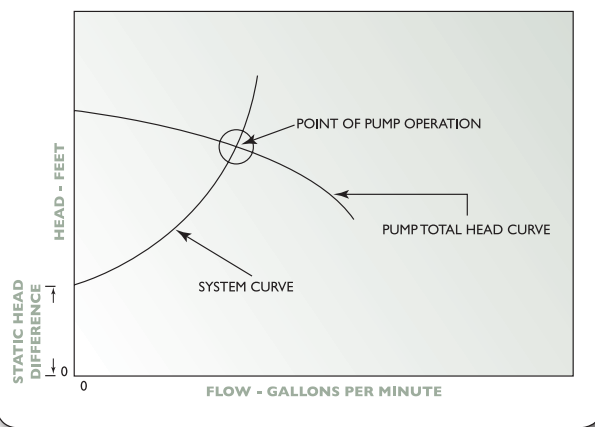 POINT OF PUMP OPERATION
HEAD - FEET
PUMP TOTAL HEAD CURVE
SYSTEM CURVE
STATIC HEAD
DIFFERENCE
0
0
FLOW - GALLONS PER MINUTE